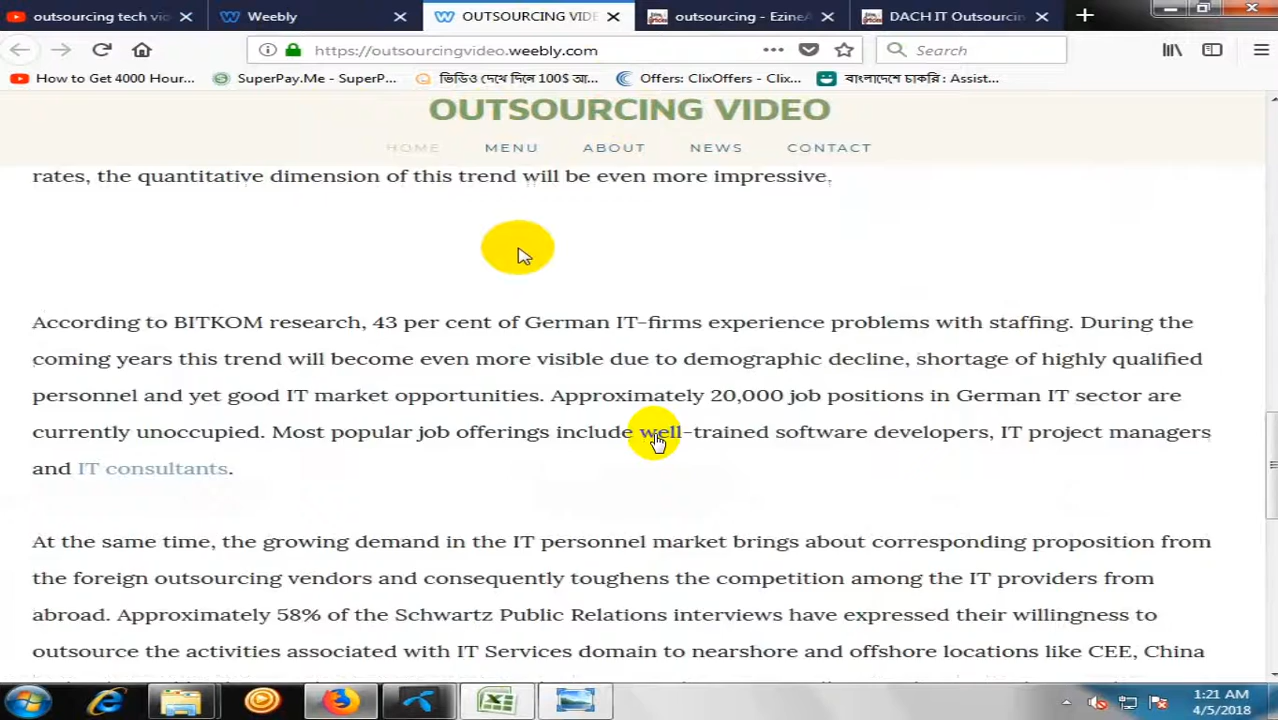 outsourcing tech vi
Weebly
OUTSOURCING VIDE
outsourcing - EzineA
DACH IT Outsourcin
https://outsourcingvideo.weebly.com
Search
How to Get 4000 Hour...
SuperPay.Me - SuperP...
ভিডিও দেখে দিনে 100$ আ...
Offers: ClixOffers - Clix...
বাংলাদেশে চাকরি : Assist...
OUTSOURCING VIDEO
HOME MENU ABOUT NEWS CONTACT
rates, the quantitative dimension of this trend will be even more impressive.
According to BITKOM research, 43 per cent of German IT-firms experience problems with staffing. During the
coming years this trend will become even more visible due to demographic decline, shortage of highly qualified
personnel and yet good IT market opportunities. Approximately 20,000 job positions in German IT sector are
currently unoccupied. Most popular job offerings include well-trained software developers, IT project managers
and IT consultants.
At the same time, the growing demand in the IT personnel market brings about corresponding proposition from
the foreign outsourcing vendors and consequently toughens the competition among the IT providers from
abroad. Approximately 58% of the Schwartz Public Relations interviews have expressed their willingness to
outsource the activities associated with IT Services domain to nearshore and offshore locations like CEE, China
1:21 AM
4/5/2018